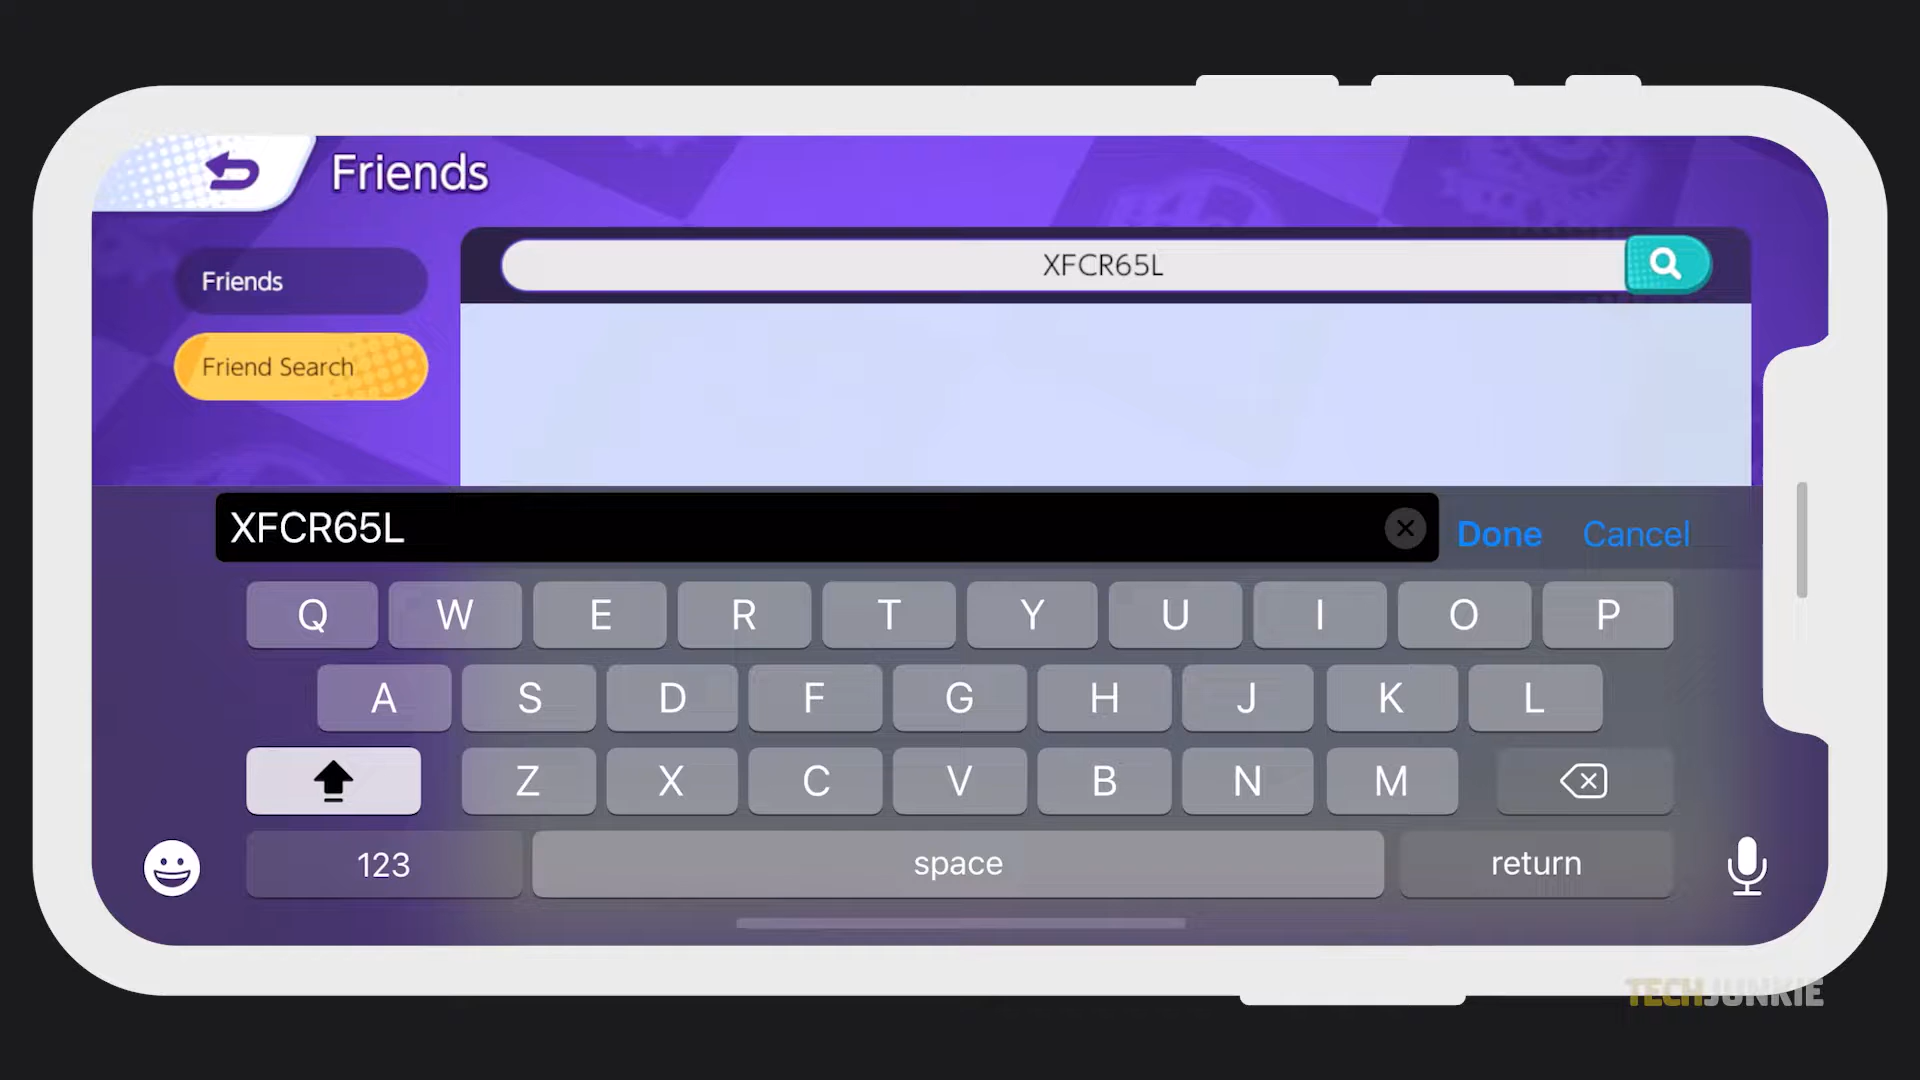 Friends
Friends
XFCR65L
Friend Search
XFCR65L
Done
Cancel
Q W E R T Y U I O P
A S D F G H J K L
Z X C V B N M
123
space
return
TECHJUNKIE